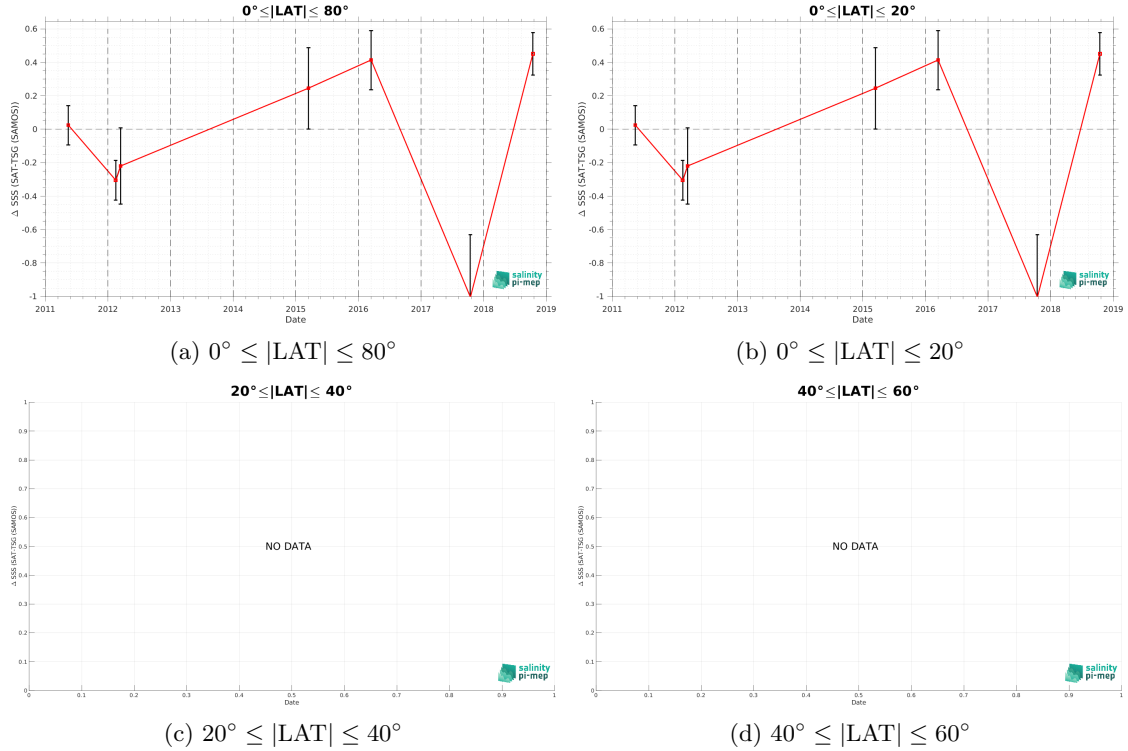 0°≤|LAT|≤ 80°
Δ SSS (SAT-TSG (SAMOS))
0.6
0.4
0.2
0
-0.2
-0.4
-0.6
-0.8
-1
2011 2012 2013 2014 2015 2016 2017 2018 2019
Date
salinity
pi-mep
(a) 0° ≤ |LAT| ≤ 80°
0°≤|LAT|≤ 20°
Δ SSS (SAT-TSG (SAMOS))
0.6
0.4
0.2
0
-0.2
-0.4
-0.6
-0.8
-1
2011 2012 2013 2014 2015 2016 2017 2018 2019
Date
salinity
pi-mep
(b) 0° ≤ |LAT| ≤ 20°
20°≤|LAT|≤ 40°
Δ SSS (SAT-TSG (SAMOS))
1
0.9
0.8
0.7
0.6
0.5
0.4
0.3
0.2
0.1
0
NO DATA
0 0.1 0.2 0.3 0.4 0.5 0.6 0.7 0.8 0.9 1
Date
salinity
pi-mep
(c) 20° ≤ |LAT| ≤ 40°
40°≤|LAT|≤ 60°
Δ SSS (SAT-TSG (SAMOS))
1
0.9
0.8
0.7
0.6
0.5
0.4
0.3
0.2
0.1
0
NO DATA
0 0.1 0.2 0.3 0.4 0.5 0.6 0.7 0.8 0.9 1
Date
salinity
pi-mep
(d) 40° ≤ |LAT| ≤ 60°